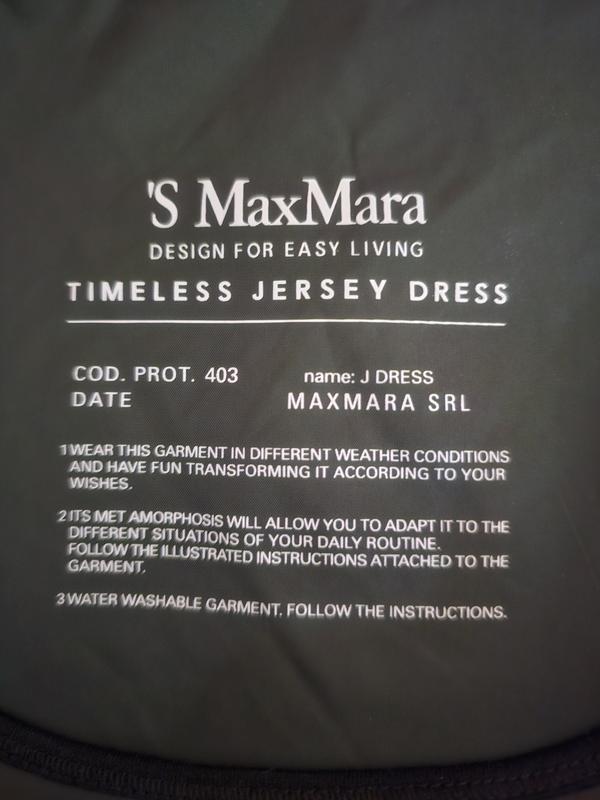 'S MaxMara
DESIGN FOR EASY LIVING
TIMELESS JERSEY DRESS
COD. PROT. 403 name: J DRESS
DATE MAXMARA SRL
1 WEAR THIS GARMENT IN DIFFERENT WEATHER CONDITIONS
AND HAVE FUN TRANSFORMING IT ACCORDING TO YOUR
WISHES.
2 ITS MET AMORPHOSIS WILL ALLOW YOU TO ADAPT IT TO THE
DIFFERENT SITUATIONS OF YOUR DAILY ROUTINE.
FOLLOW THE ILLUSTRATED INSTRUCTIONS ATTACHED TO THE
GARMENT.
3 WATER WASHABLE GARMENT. FOLLOW THE INSTRUCTIONS.